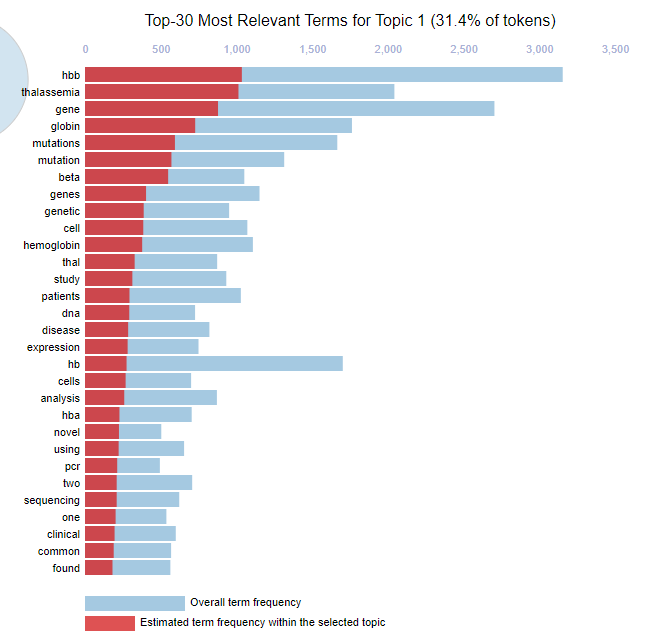 Top-30 Most Relevant Terms for Topic 1 (31.4% of tokens)
0 500 1,000 1,500 2,000 2,500 3,000 3,500
hbb
thalassemia
gene
globin
mutations
mutation
beta
genes
genetic
cell
hemoglobin
thal
study
patients
dna
disease
expression
hb
cells
analysis
hba
novel
using
pcr
two
sequencing
one
clinical
common
found
Overall term frequency
Estimated term frequency within the selected topic